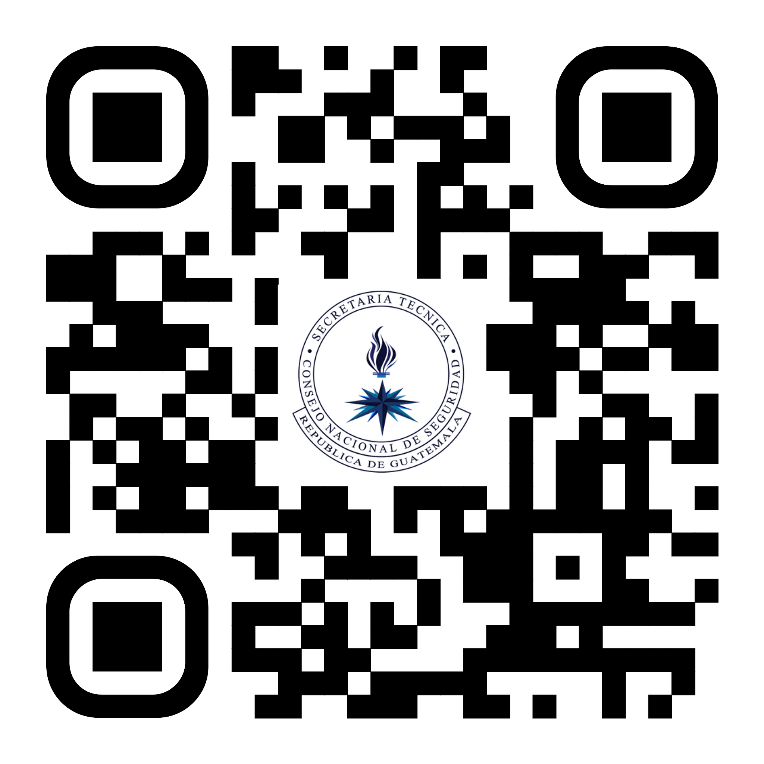 SECRETARIA TECNICA
CONSEJO NACIONAL DE SEGURIDAD
REPUBLICA DE GUATEMALA